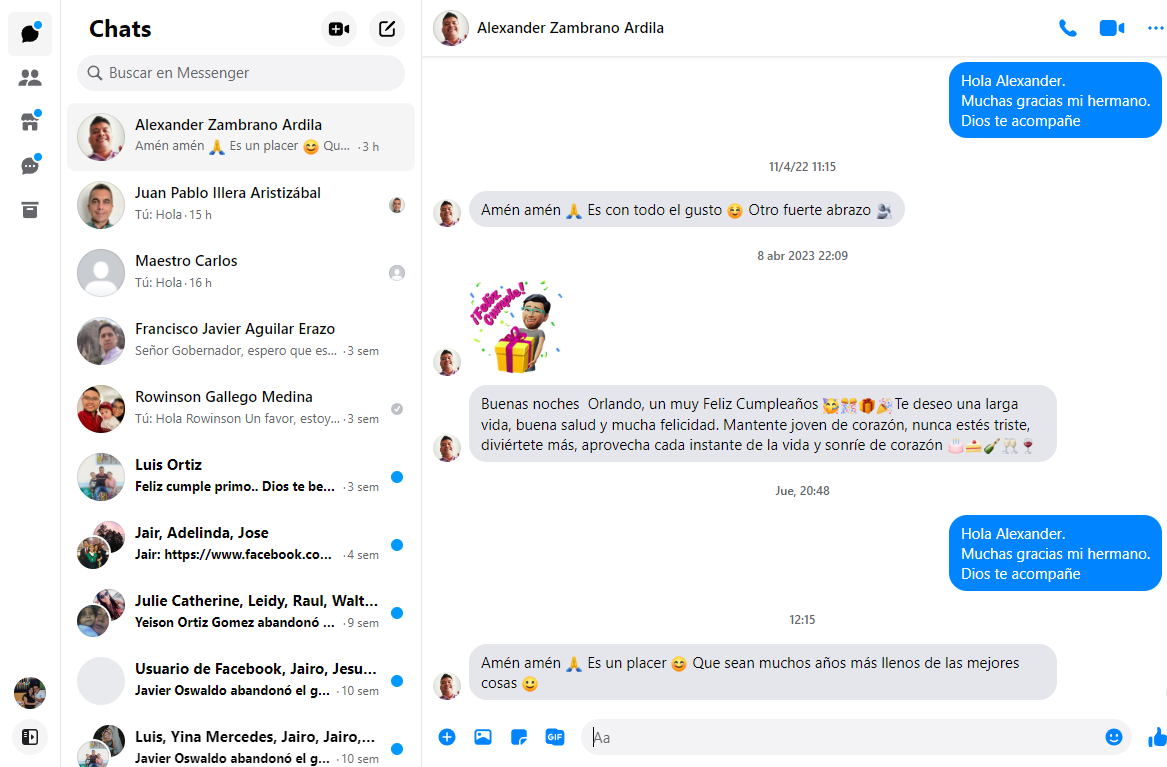 Chats
Buscar en Messenger
Alexander Zambrano Ardila
Amén amén 🙏 Es un placer 😊 Qu... · 3 h
Juan Pablo Illera Aristizábal
Tú: Hola · 15 h
Maestro Carlos
Tú: Hola · 16 h
Francisco Javier Aguilar Erazo
Señor Gobernador, espero que es... · 3 sem
Rowinson Gallego Medina
Tú: Hola Rowinson Un favor, estoy... · 3 sem
Luis Ortiz
Feliz cumple primo.. Dios te be... · 3 sem
Jair, Adelinda, Jose
Jair: https://www.facebook.co... · 4 sem
Julie Catherine, Leidy, Raul, Walt...
Yeison Ortiz Gomez abandonó ... · 9 sem
Usuario de Facebook, Jairo, Jesu...
Javier Oswaldo abandonó el g... · 10 sem
Luis, Yina Mercedes, Jairo, Jairo,...
Javier Oswaldo abandonó el g... · 10 sem
Alexander Zambrano Ardila
Hola Alexander.
Muchas gracias mi hermano.
Dios te acompañe
11/4/22 11:15
Amén amén 🙏 Es con todo el gusto 😊 Otro fuerte abrazo 🫂
8 abr 2023 22:09
¡Feliz
Cumple!
Buenas noches  Orlando, un muy Feliz Cumpleaños 🥰🎊🎁🎉Te deseo una larga
vida, buena salud y mucha felicidad. Mantente joven de corazón, nunca estés triste,
diviértete más, aprovecha cada instante de la vida y sonríe de corazón 🎂🍰🍾🥂🍷
Jue, 20:48
Hola Alexander.
Muchas gracias mi hermano.
Dios te acompañe
12:15
Amén amén 🙏 Es un placer 😊 Que sean muchos años más llenos de las mejores
cosas 🙂
GIF
Aa